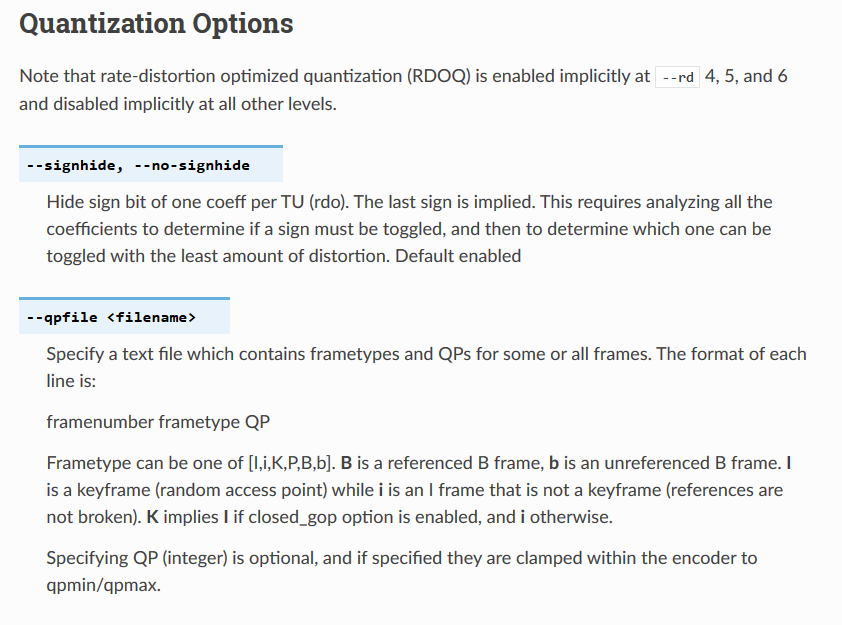 Quantization Options
Note that rate-distortion optimized quantization (RDOQ) is enabled implicitly at --rd 4, 5, and 6
and disabled implicitly at all other levels.
--signhide, --no-signhide
Hide sign bit of one coeff per TU (rdo). The last sign is implied. This requires analyzing all the
coefficients to determine if a sign must be toggled, and then to determine which one can be
toggled with the least amount of distortion. Default enabled
--qpfile <filename>
Specify a text file which contains frametypes and QPs for some or all frames. The format of each
line is:
framenumber frametype QP
Frametype can be one of [I,i,K,P,B,b]. B is a referenced B frame, b is an unreferenced B frame. I
is a keyframe (random access point) while i is an I frame that is not a keyframe (references are
not broken). K implies I if closed_gop option is enabled, and i otherwise.
Specifying QP (integer) is optional, and if specified they are clamped within the encoder to
qpmin/qpmax.